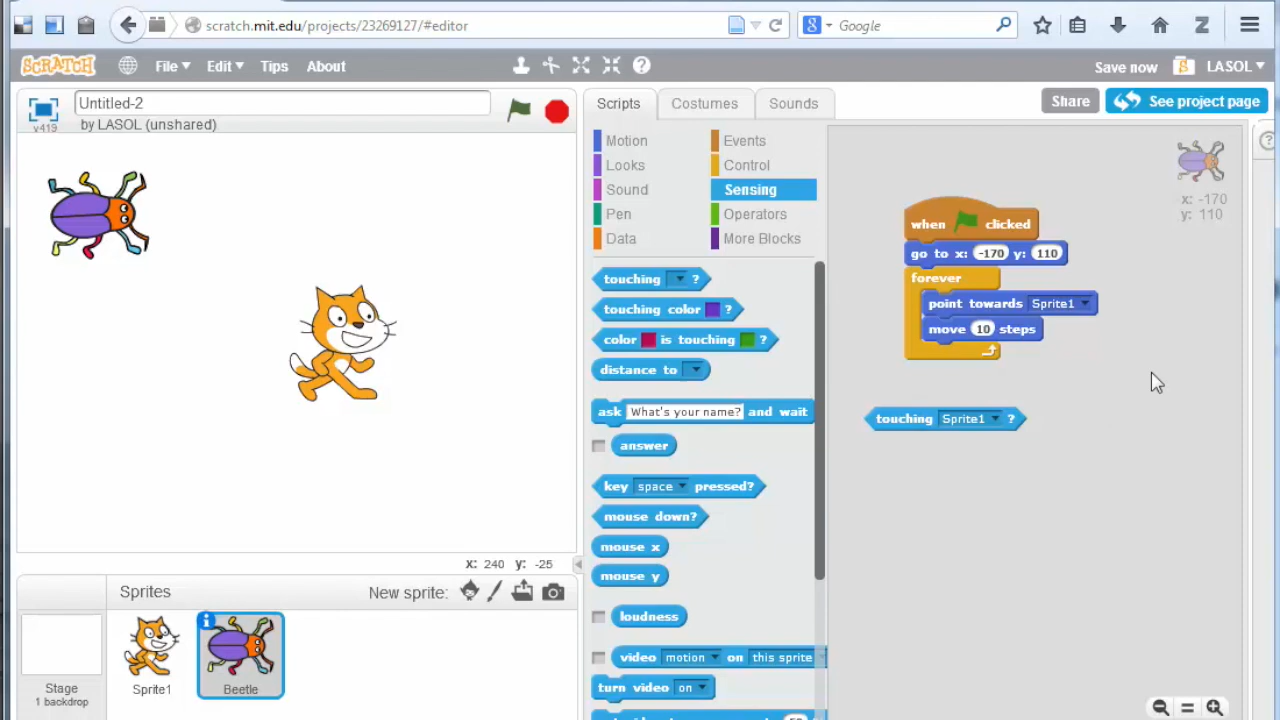 scratch.mit.edu/projects/23269127/#editor
Google
SCRATCH File Edit Tips About Save now LASOL
Untitled-2
by LASOL (unshared)
v419
Scripts Costumes Sounds Share See project page
Motion Events
Looks Control
Sound Sensing
Pen Operators
Data More Blocks
x: -170
y: 110
when clicked
go to x: -170 y: 110
forever
point towards Sprite1
move 10 steps
touching Sprite1 ?
touching ?
touching color ?
color is touching ?
distance to
ask What's your name? and wait
answer
key space pressed?
mouse down?
mouse x
mouse y
loudness
video motion on this sprite
turn video on
x: 240 y: -25
Sprites New sprite:
Stage
1 backdrop
Sprite1
Beetle